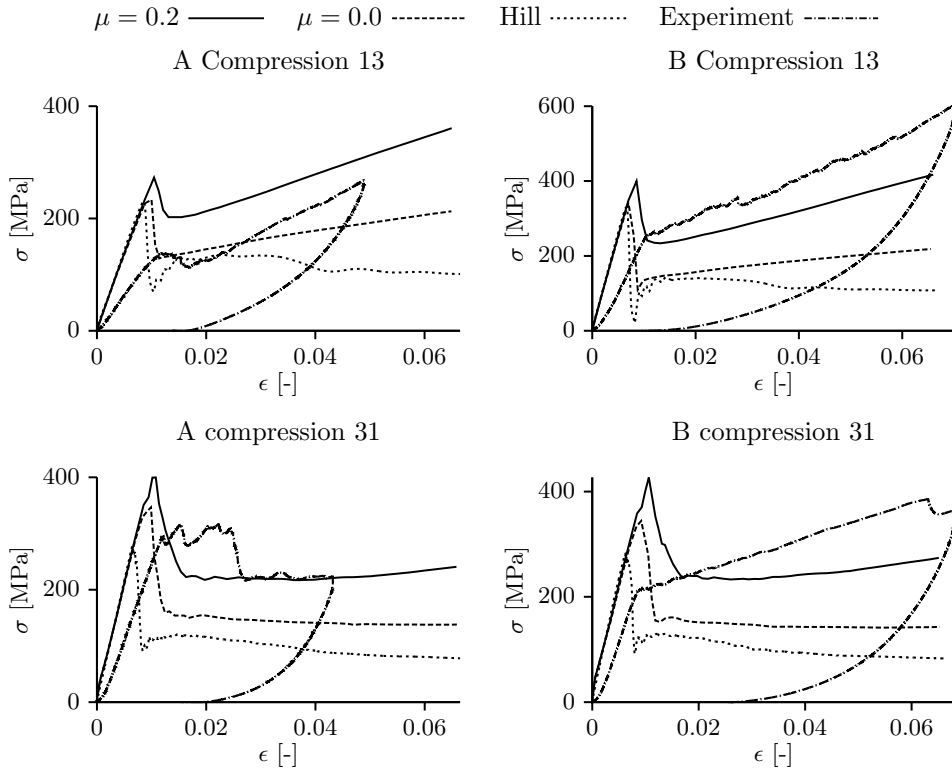 μ = 0.2 μ = 0.0 Hill Experiment
A Compression 13
400
200
0
σ [MPa]
0 0.02 0.04 0.06
ϵ [-]
B Compression 13
600
400
200
0
σ [MPa]
0 0.02 0.04 0.06
ϵ [-]
A compression 31
400
200
0
σ [MPa]
0 0.02 0.04 0.06
ϵ [-]
B compression 31
400
200
0
σ [MPa]
0 0.02 0.04 0.06
ϵ [-]